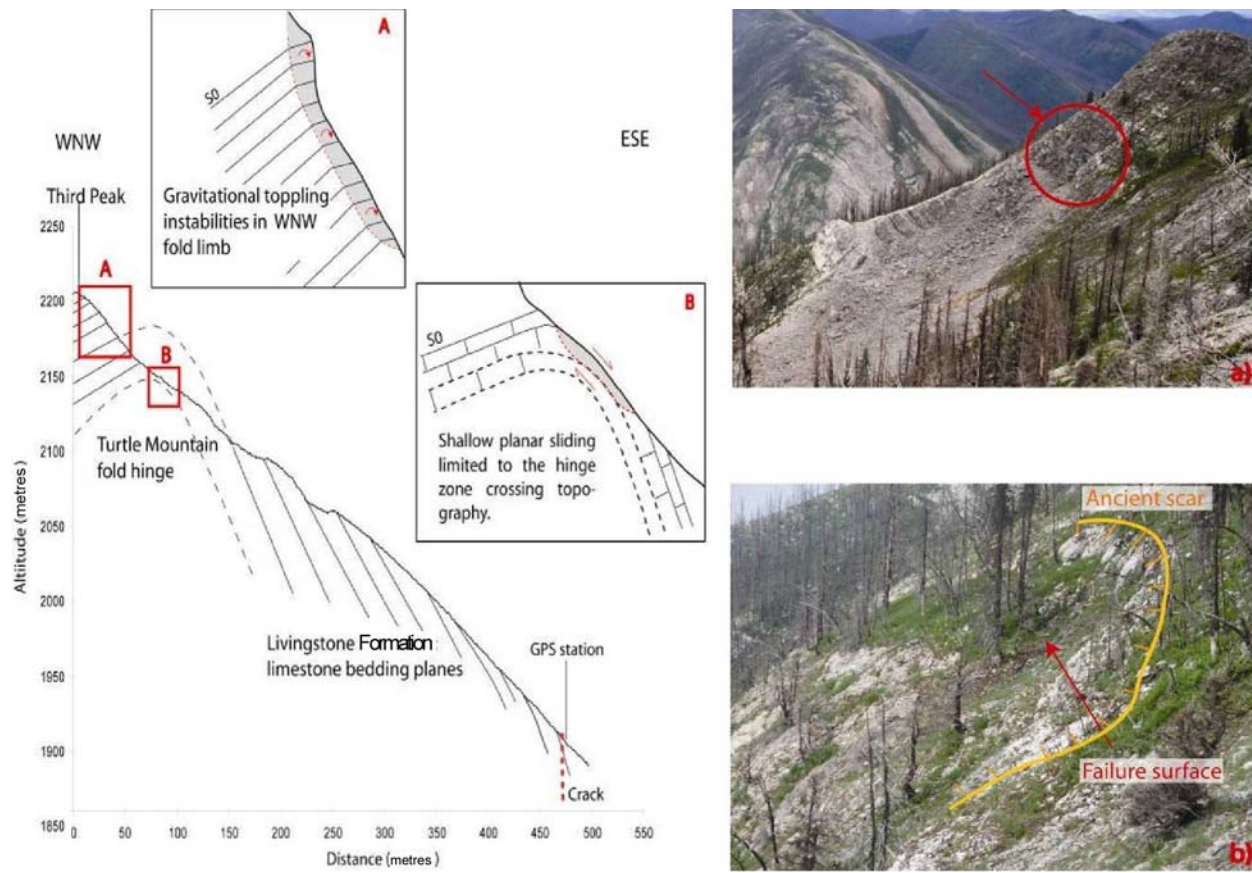 A
S0
Gravitational toppling
instabilities in WNW
fold limb
WNW
ESE
Third Peak
2250
2200
2150
2100
2050
2000
1950
1900
1850
A
B
Turtle Mountain
fold hinge
B
S0
Shallow planar sliding
limited to the hinge
zone crossing topo-
graphy.
Livingstone Formation
limestone bedding planes
GPS station
Crack
Altiitude (metres)
0 50 100 150 200 250 300 350 400 450 500 550
Distance (metres)
a)
Ancient scar
Failure surface
b)